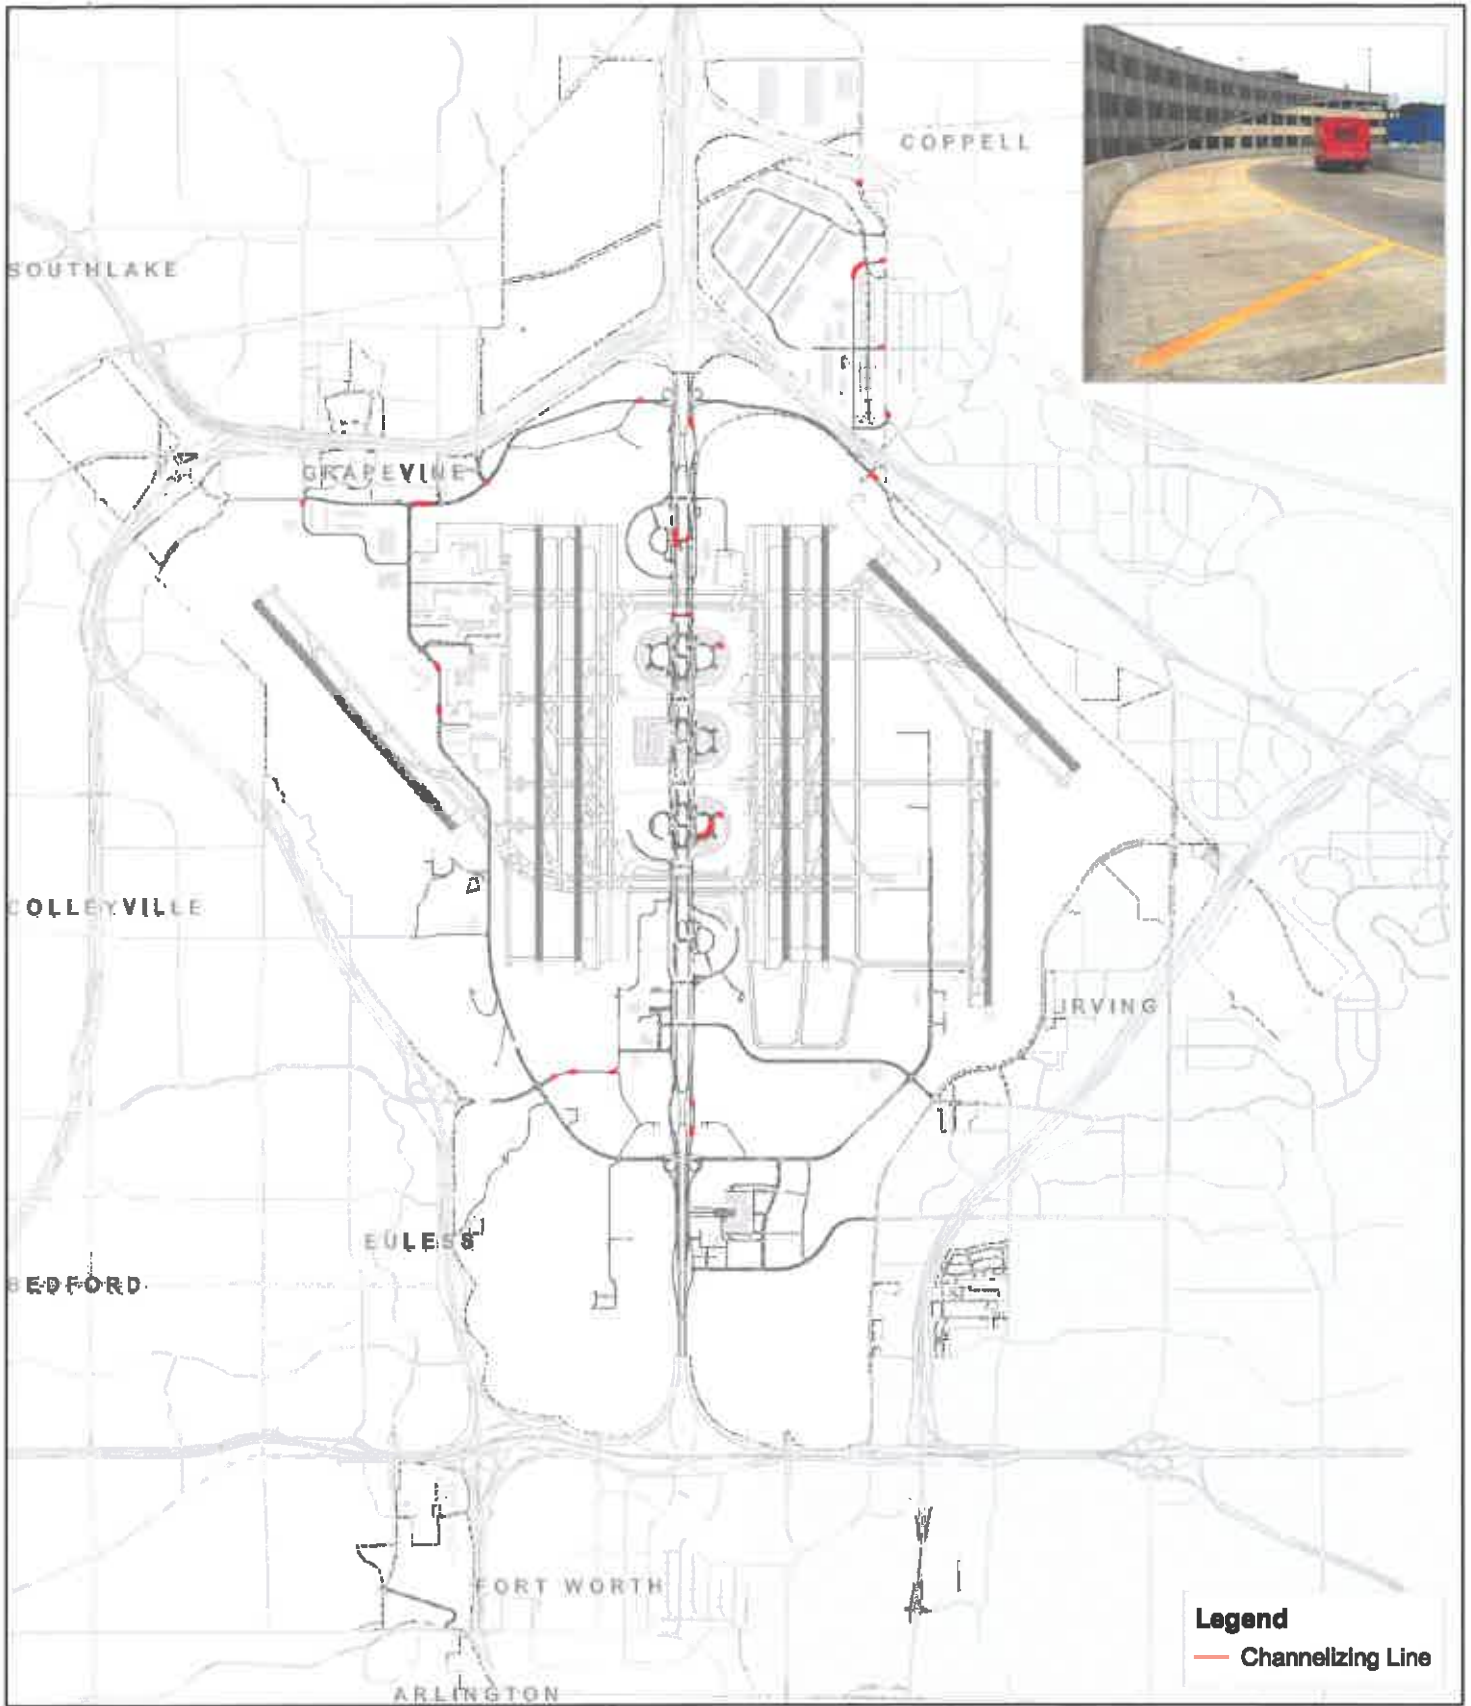 COPPELL
SOUTHLAKE
GRAPEVINE
COLLEYVILLE
IRVING
EULESS
BEDFORD
FORT WORTH
Legend
Channelizing Line
ARLINGTON